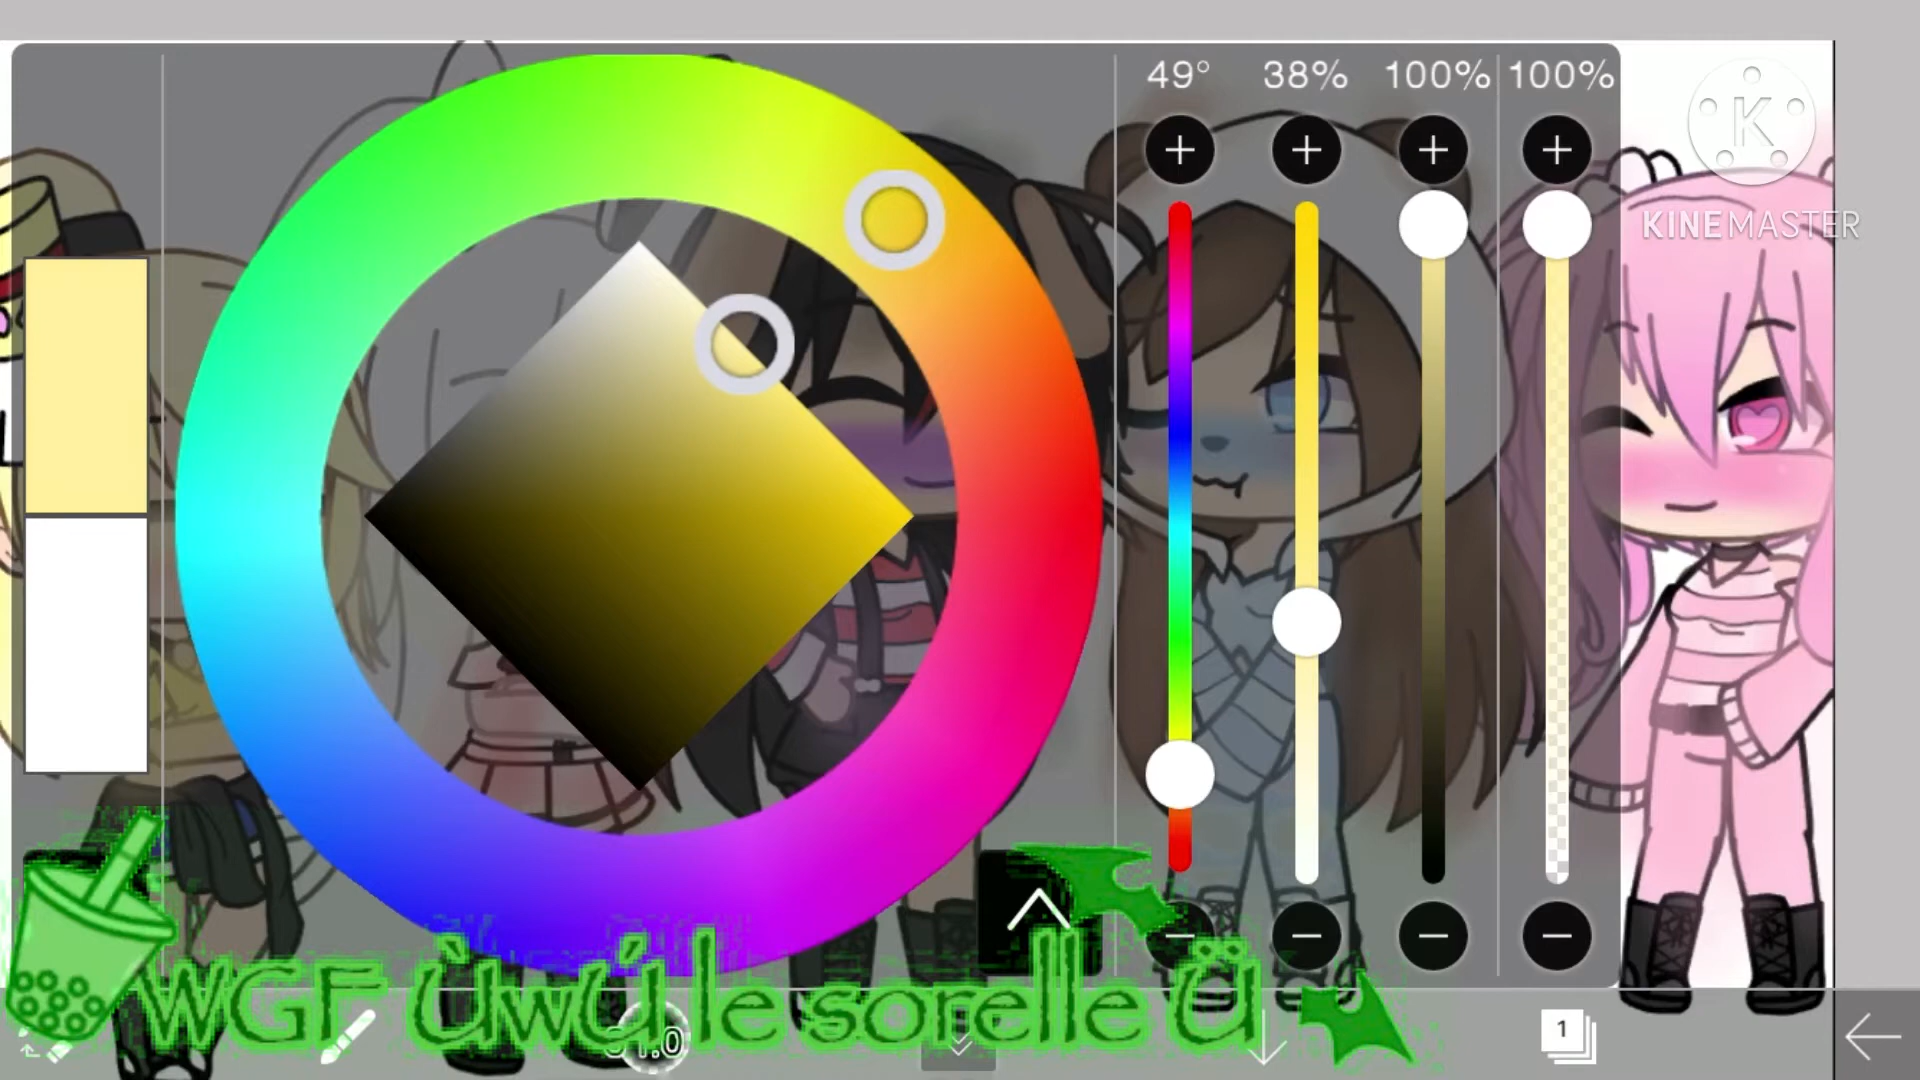 49° 38% 100% 100%
K
KINEMASTER
WGF ÙwÚ le sorelle Ü
1